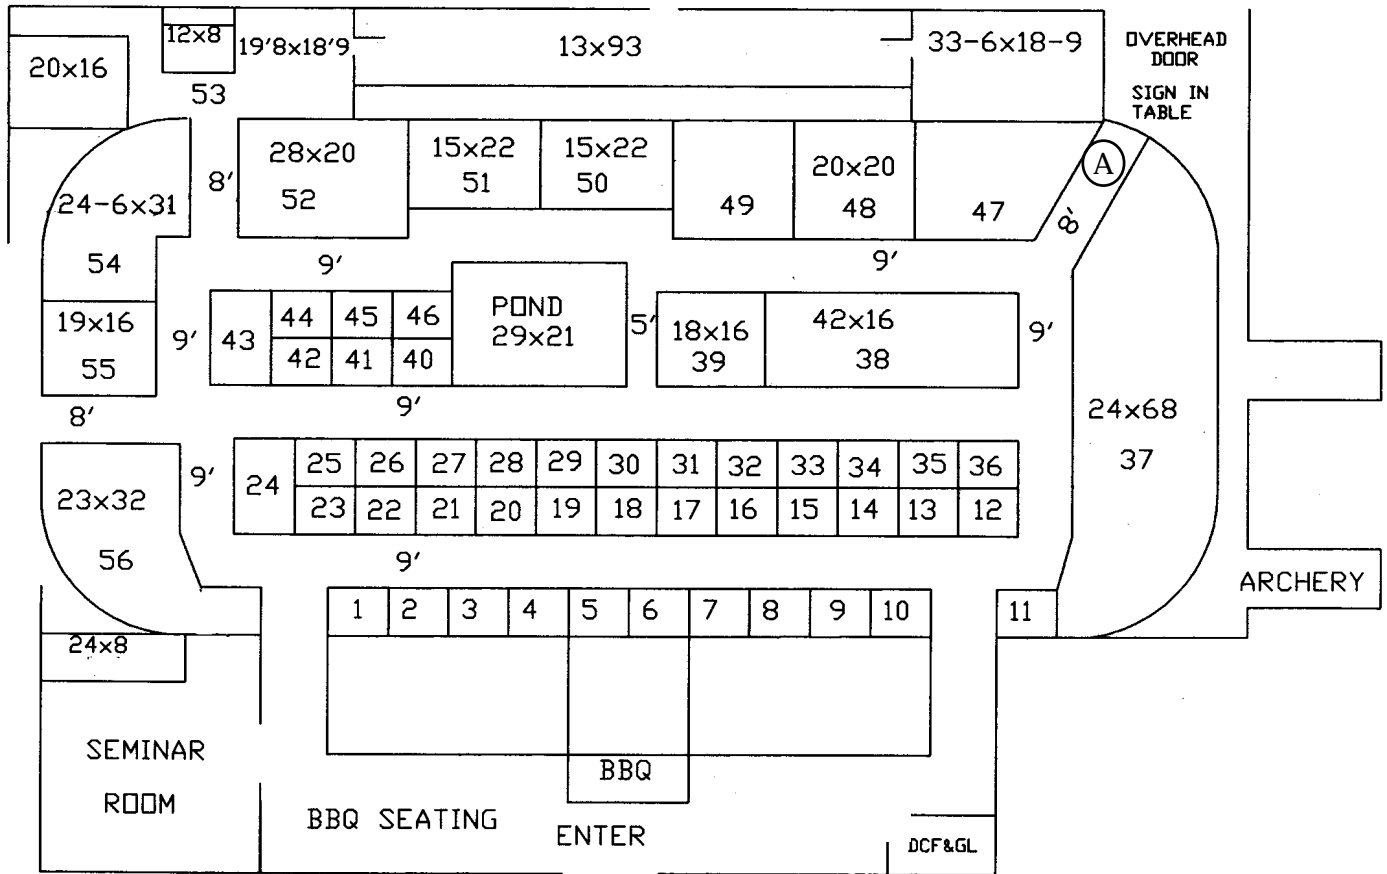 12x8
19'8x18'9
13x93
33-6x18-9
OVERHEAD
DOOR
20x16
53
SIGN IN
TABLE
28x20
52
15x22
51
15x22
50
49
20x20
48
47
A
8'
8'
24-6x31
54
9'
9'
19x16
55
9'
43
44
45
46
42
41
40
POND
29x21
5'
18x16
39
42x16
38
9'
24x68
37
8'
9'
23x32
56
9'
24
25
26
27
28
29
30
31
32
33
34
35
36
23
22
21
20
19
18
17
16
15
14
13
12
9'
ARCHERY
1
2
3
4
5
6
7
8
9
10
11
24x8
SEMINAR
ROOM
BBQ
BBQ SEATING
ENTER
DCF&GL